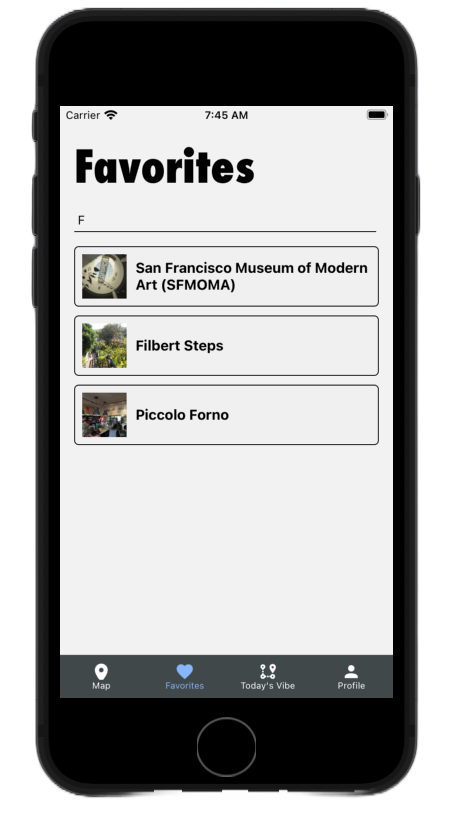 Carrier 7:45 AM
Favorites
F
San Francisco Museum of Modern
Art (SFMOMA)
Filbert Steps
Piccolo Forno
Map Favorites Today's Vibe Profile